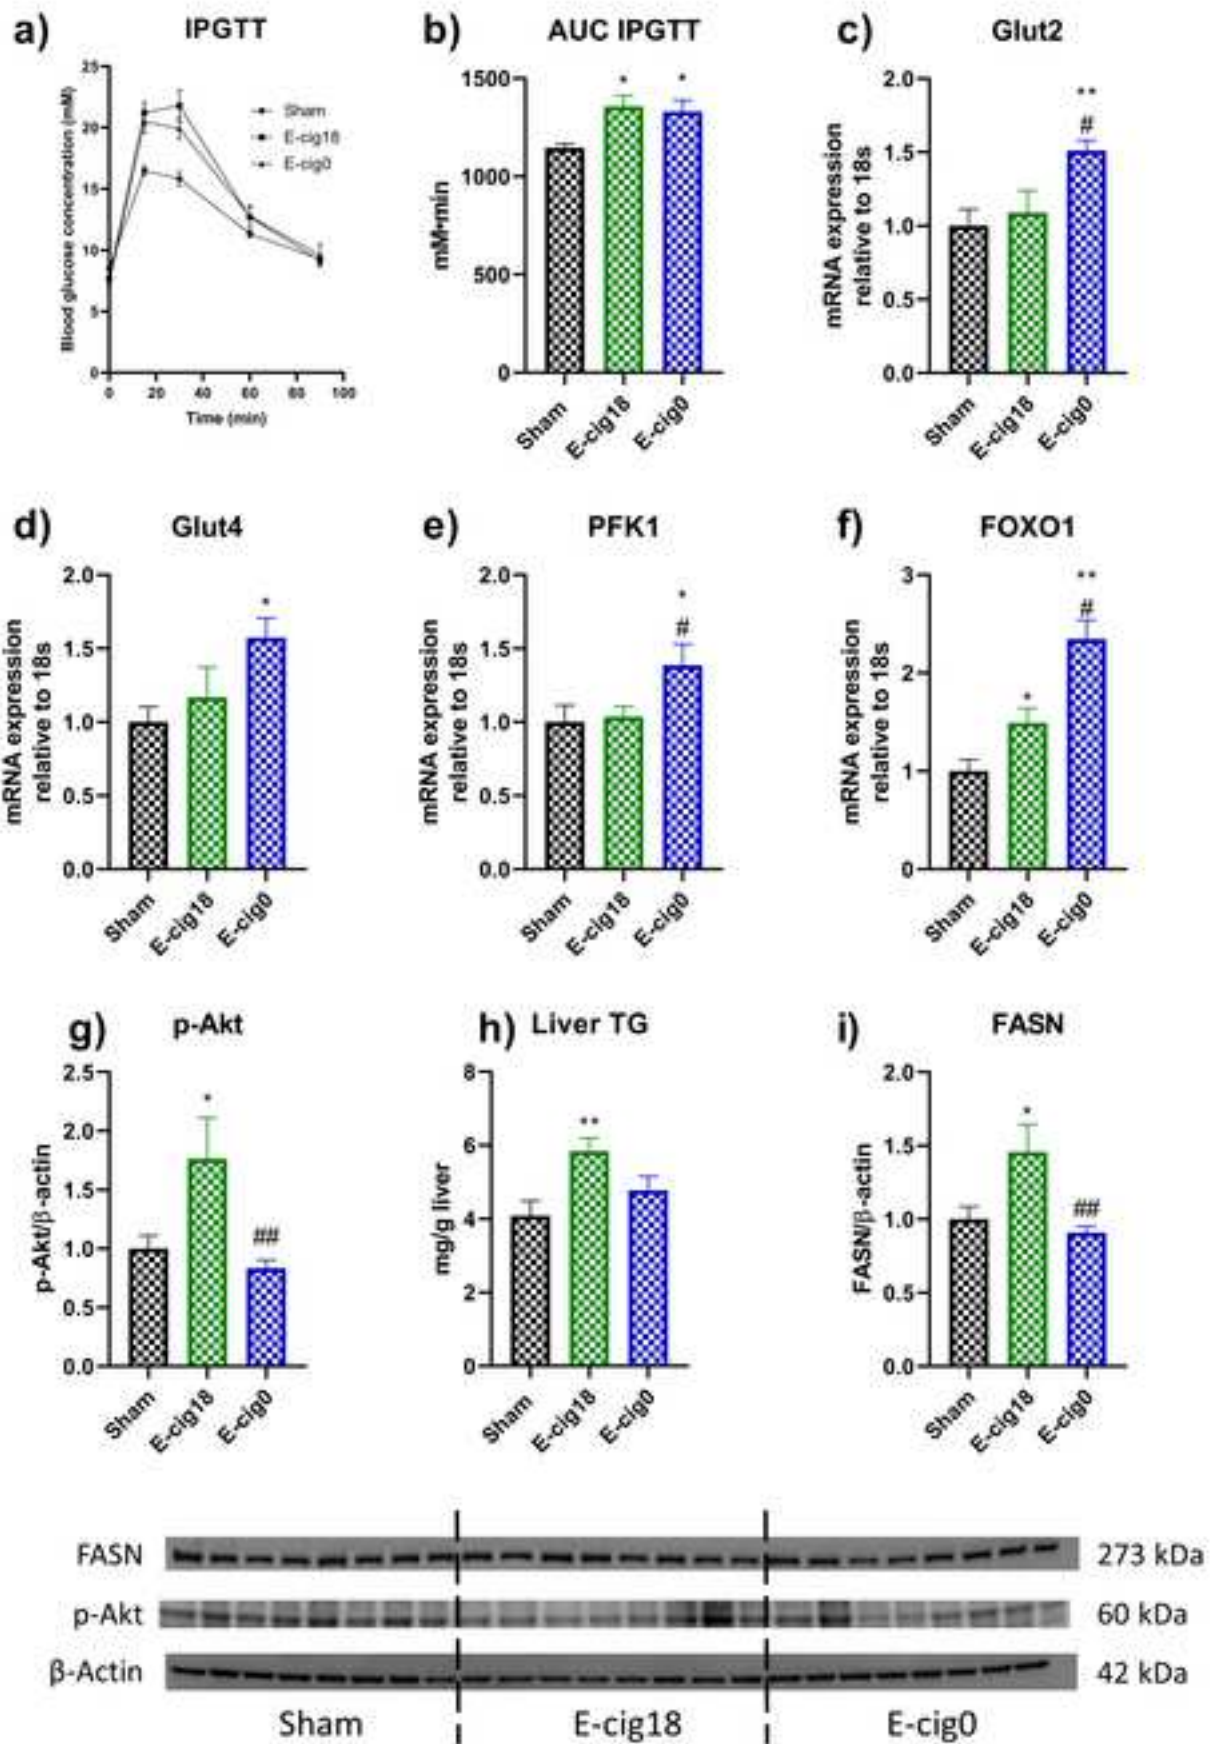 a) IPGTT
Blood glucose concentration (mM)
25
20
15
10
5
0
0 20 40 60 80 100
Time (min)
Sham
E-cig18
E-cig0
b) AUC IPGTT
mM•min
1500
1000
500
0
*
*
Sham E-cig18 E-cig0
c) Glut2
mRNA expression
relative to 18s
2.0
1.5
1.0
0.5
0.0
**
#
Sham E-cig18 E-cig0
d) Glut4
mRNA expression
relative to 18s
2.0
1.5
1.0
0.5
0.0
*
Sham E-cig18 E-cig0
e) PFK1
mRNA expression
relative to 18s
2.0
1.5
1.0
0.5
0.0
*
#
Sham E-cig18 E-cig0
f) FOXO1
mRNA expression
relative to 18s
3
2
1
0
*
**
#
Sham E-cig18 E-cig0
g) p-Akt
p-Akt/β-actin
2.5
2.0
1.5
1.0
0.5
0.0
*
##
Sham E-cig18 E-cig0
h) Liver TG
mg/g liver
8
6
4
2
0
**
Sham E-cig18 E-cig0
i) FASN
FASN/β-actin
2.0
1.5
1.0
0.5
0.0
*
##
Sham E-cig18 E-cig0
FASN 273 kDa
p-Akt 60 kDa
β-Actin 42 kDa
Sham E-cig18 E-cig0